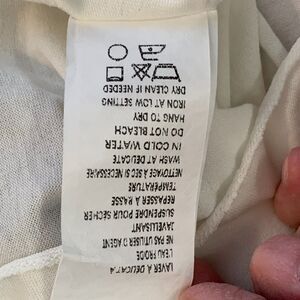 LAVER A DELICAT A
L'EAU FROIDE
NE PAS UTILISER D'AGENT
JAVELLISANT
SUSPENDRE POUR SECHER
REPASSER A BASSE
TEMPERATURE
NETTOYAGE A SEC SI NECESSAIRE
WASH AT DELICATE
IN COLD WATER
DO NOT BLEACH
HANG TO DRY
IRON AT LOW SETTING
DRY CLEAN IF NEEDED